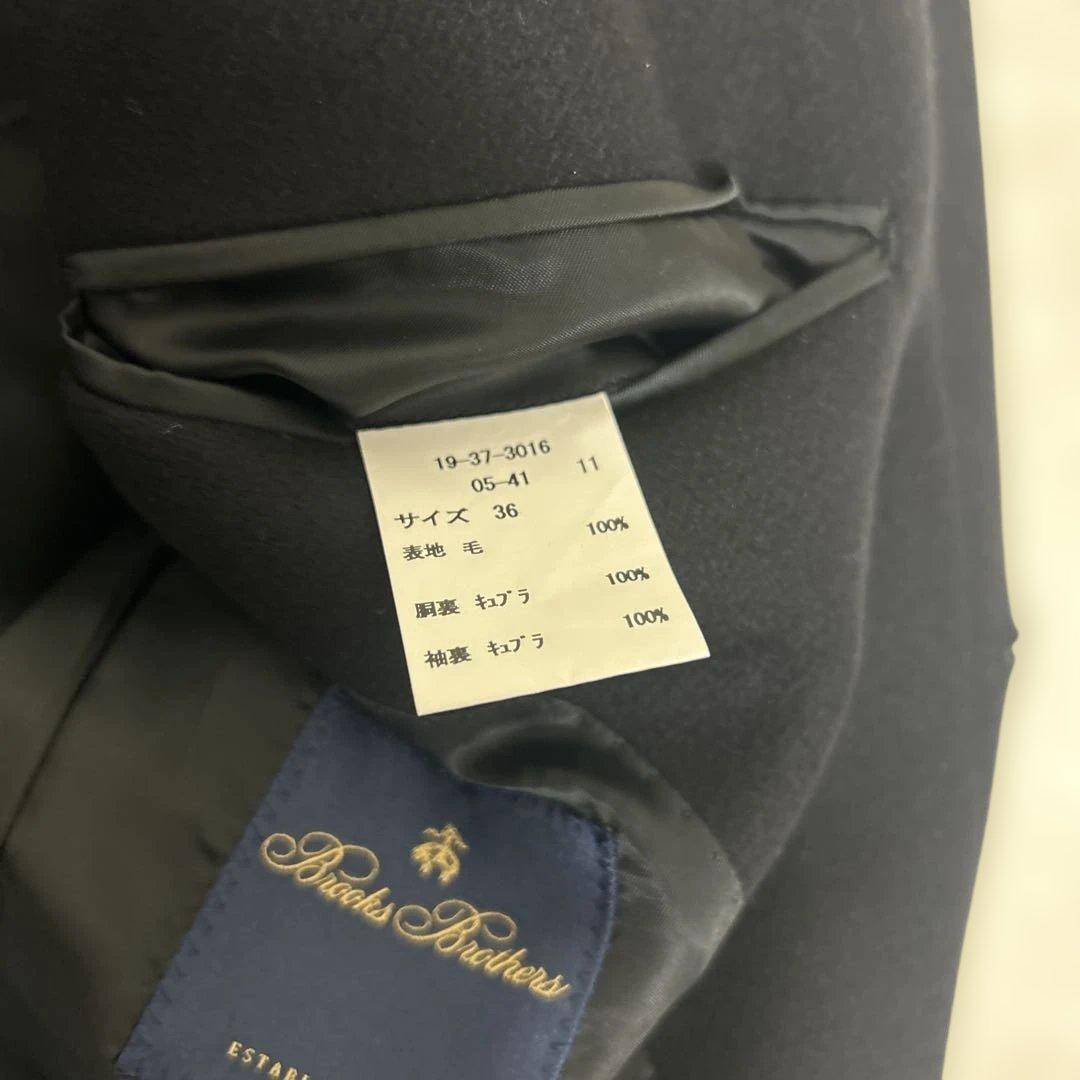 19-37-3016
05-41 11
サイズ 36
表地 毛 100%
胴裏 ｷｭﾌﾟﾗ 100%
袖裏 ｷｭﾌﾟﾗ 100%
Brooks Brothers